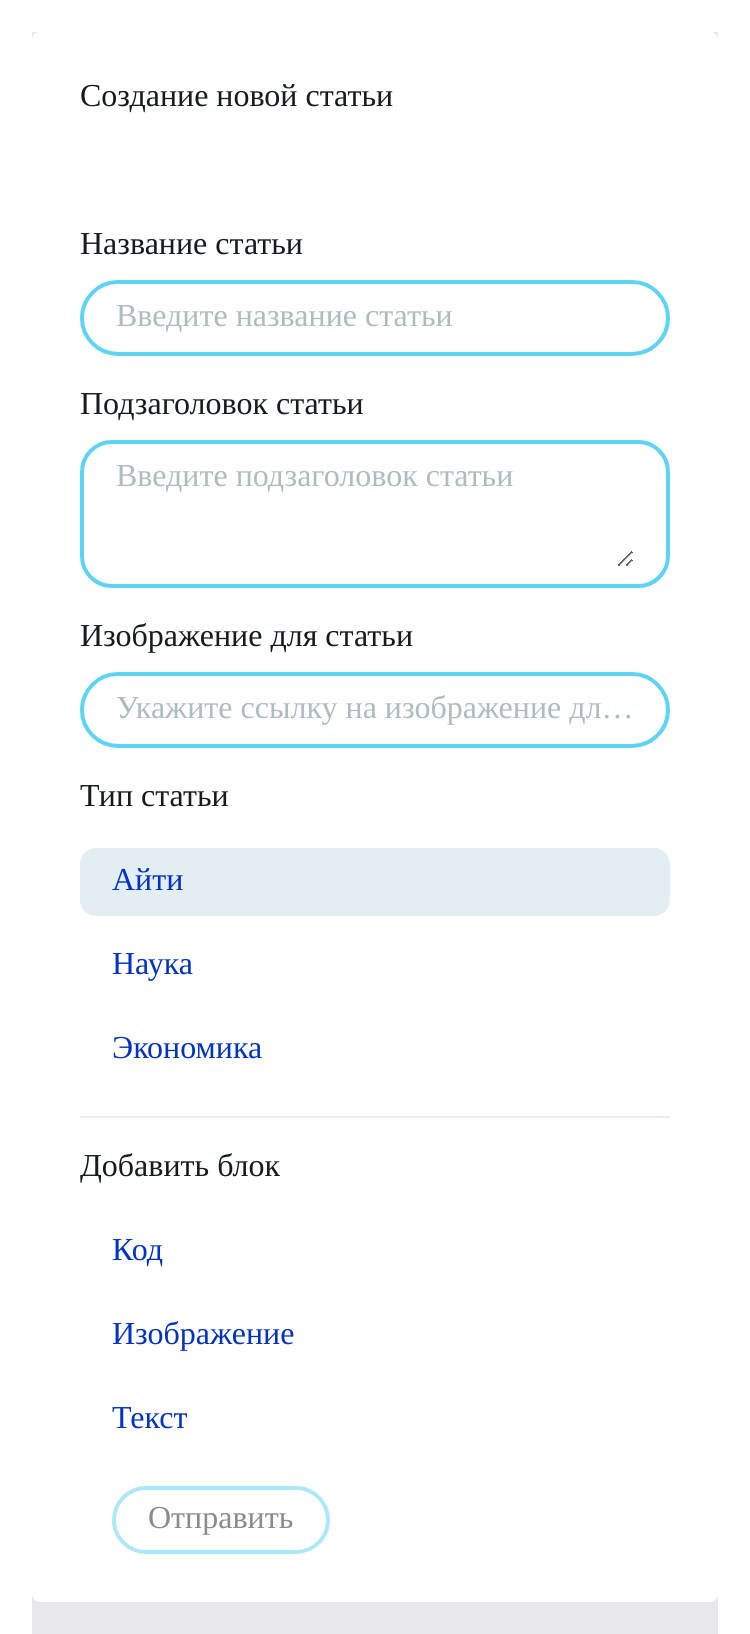 Создание новой статьи
Название статьи
Введите название статьи
Подзаголовок статьи
Введите подзаголовок статьи
Изображение для статьи
Укажите ссылку на изображение дл…
Тип статьи
Айти
Наука
Экономика
Добавить блок
Код
Изображение
Текст
Отправить